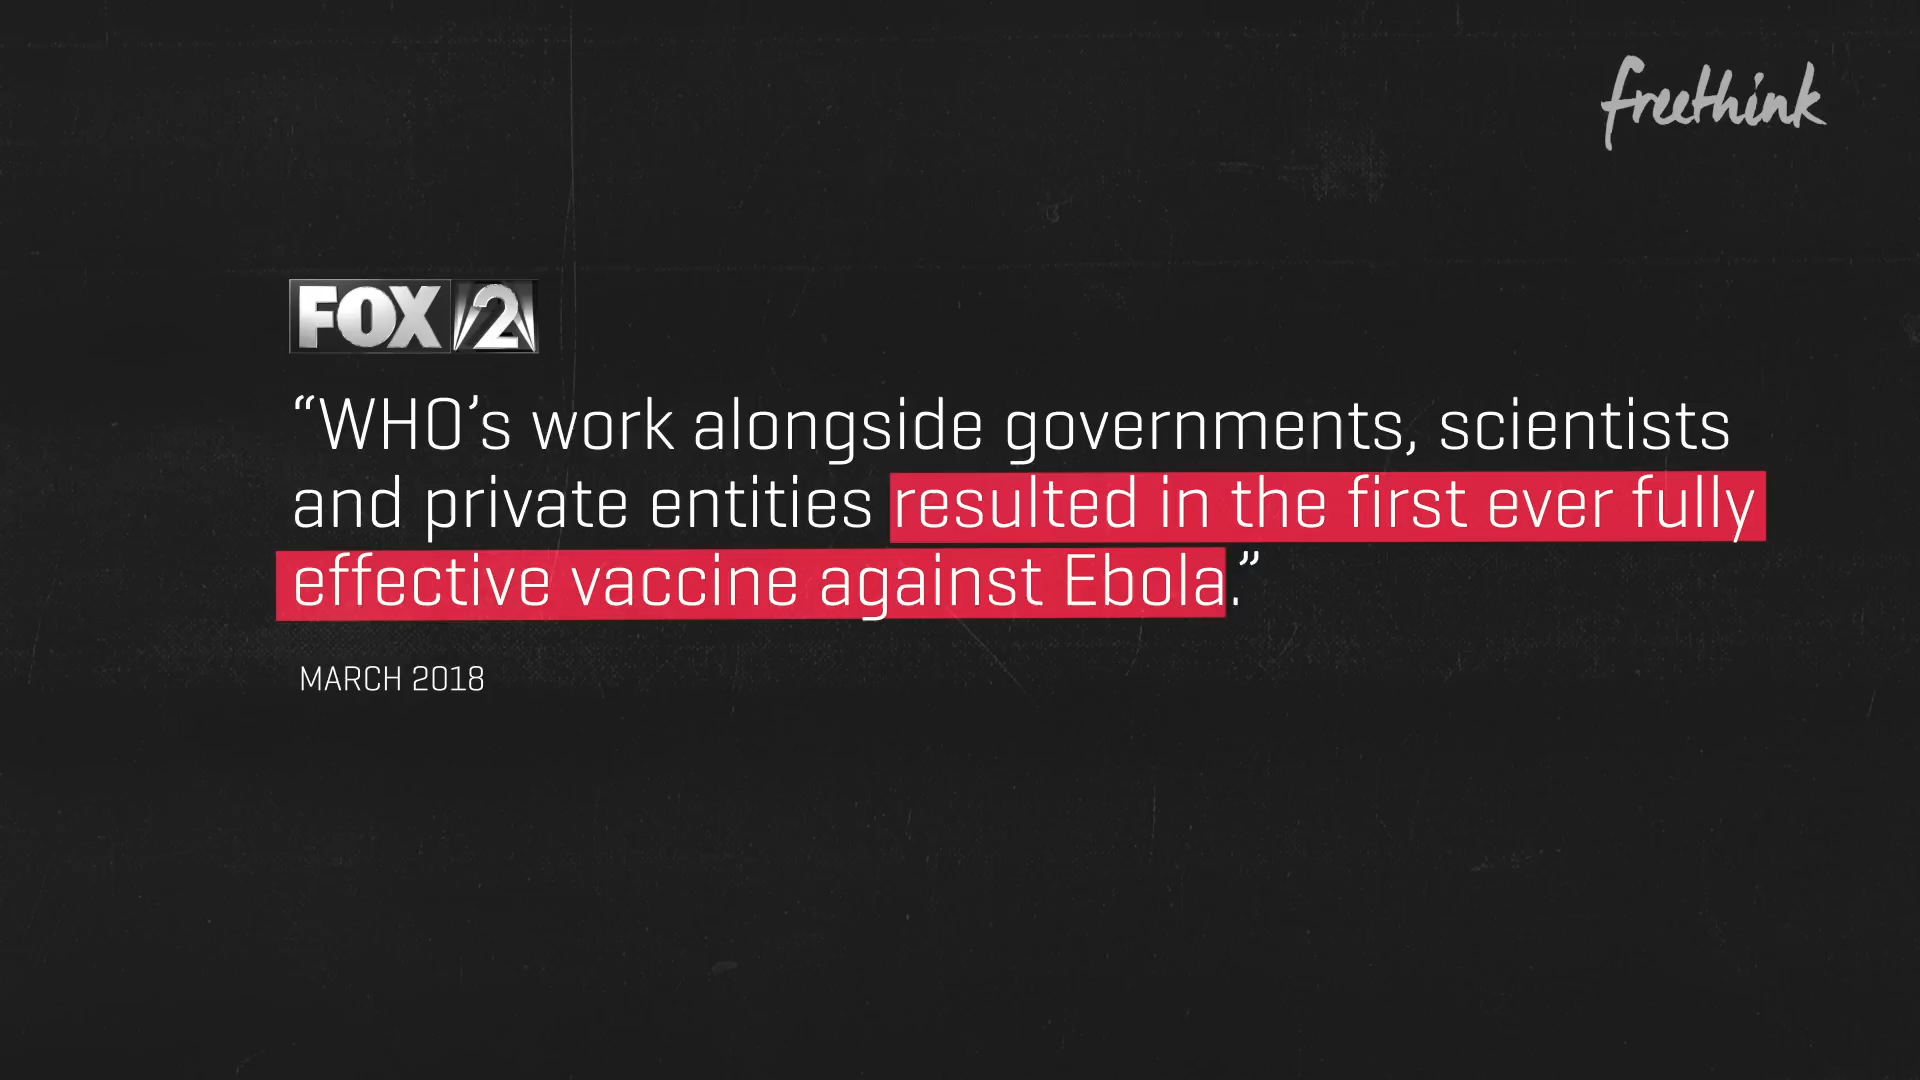 freethink
FOX 2
“WHO’s work alongside governments, scientists
and private entities resulted in the first ever fully
effective vaccine against Ebola.”
MARCH 2018